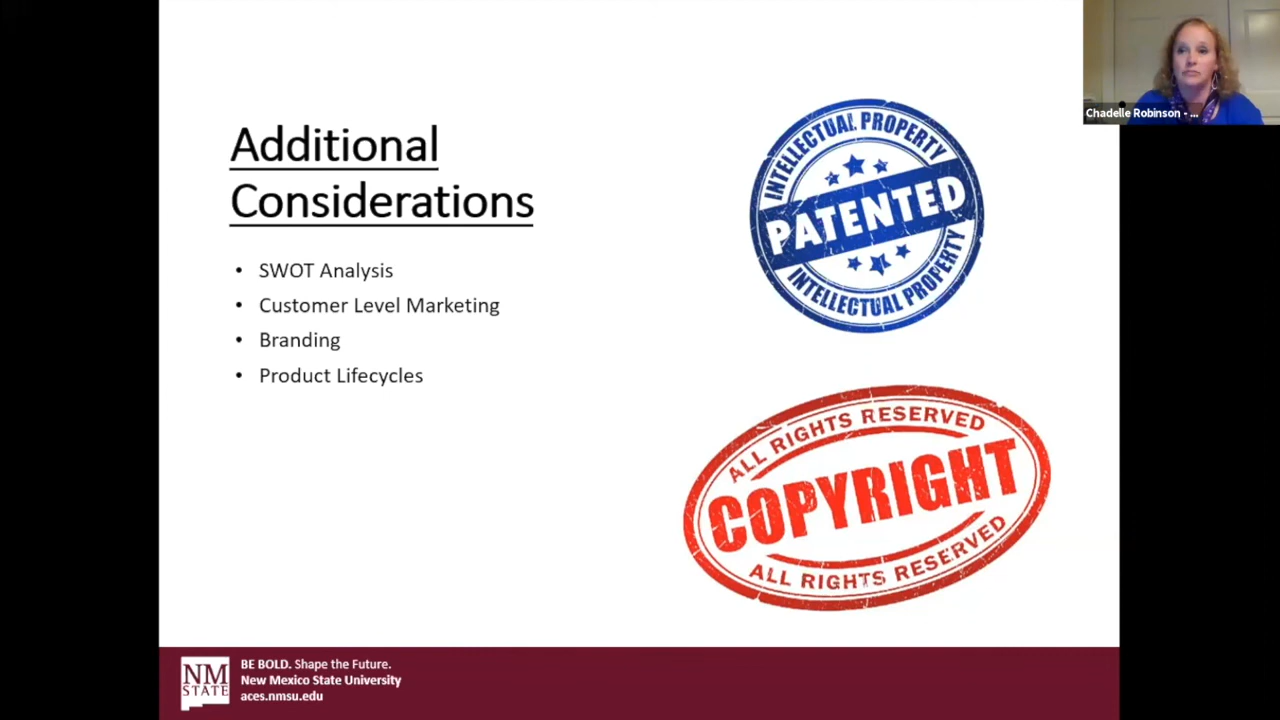 Additional
Considerations
• SWOT Analysis
• Customer Level Marketing
• Branding
• Product Lifecycles
INTELLECTUAL PROPERTY
PATENTED
INTELLECTUAL PROPERTY
ALL RIGHTS RESERVED
COPYRIGHT
ALL RIGHTS RESERVED
Chadelle Robinson - ...
NM
STATE
BE BOLD. Shape the Future.
New Mexico State University
aces.nmsu.edu